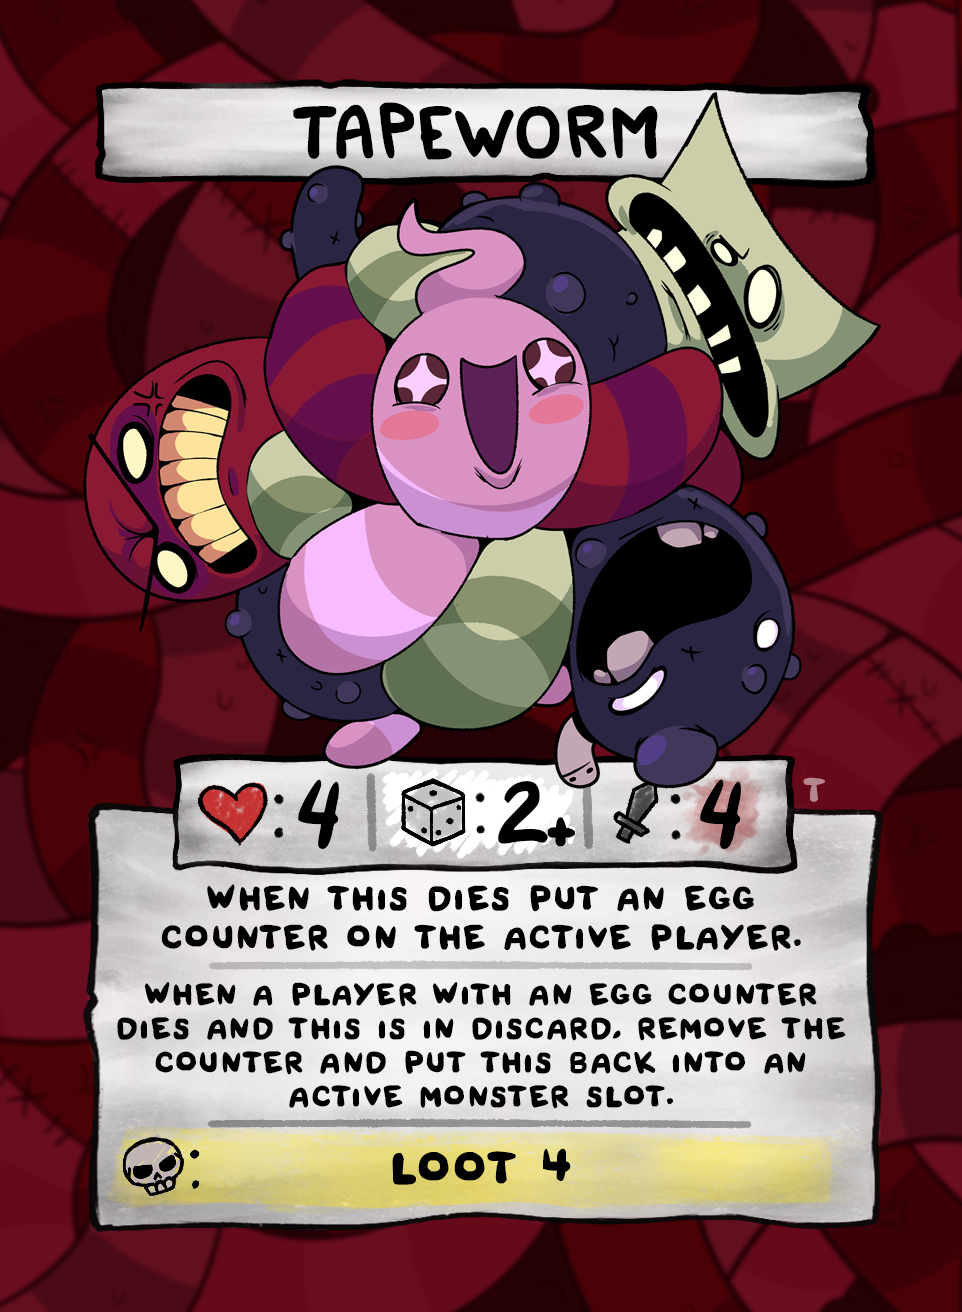 TAPEWORM
:4 :2+ :4
T
WHEN THIS DIES PUT AN EGG
COUNTER ON THE ACTIVE PLAYER.
WHEN A PLAYER WITH AN EGG COUNTER
DIES AND THIS IS IN DISCARD, REMOVE THE
COUNTER AND PUT THIS BACK INTO AN
ACTIVE MONSTER SLOT.
: LOOT 4